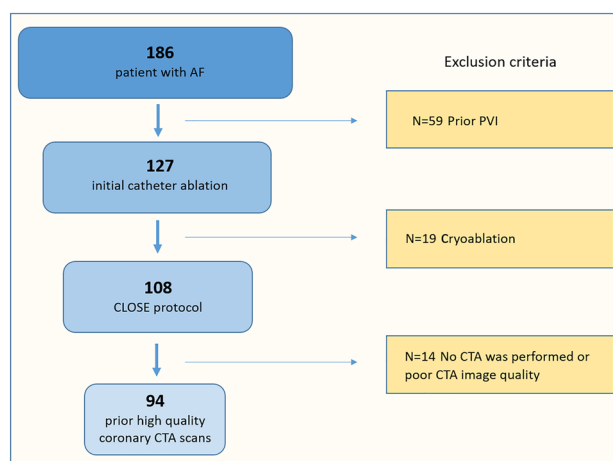 186
patient with AF
Exclusion criteria
N=59 Prior PVI
127
initial catheter ablation
N=19 Cryoablation
108
CLOSE protocol
N=14 No CTA was performed or
poor CTA image quality
94
prior high quality
coronary CTA scans